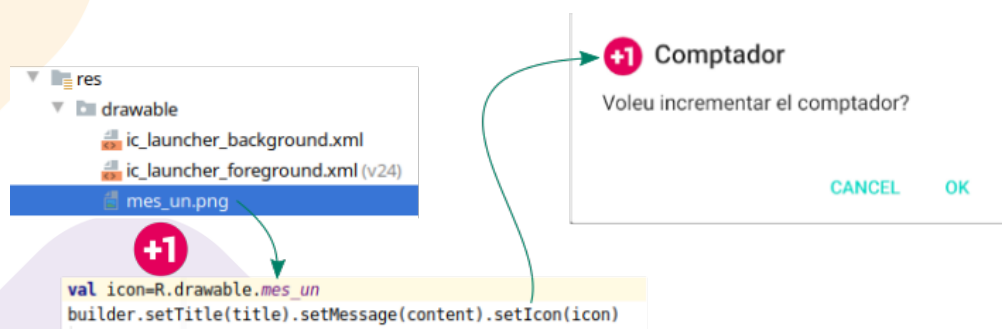 res
drawable
ic_launcher_background.xml
ic_launcher_foreground.xml (v24)
mes_un.png
+1
val icon=R.drawable.mes_un
builder.setTitle(title).setMessage(content).setIcon(icon)
+1 Comptador
Voleu incrementar el comptador?
CANCEL OK